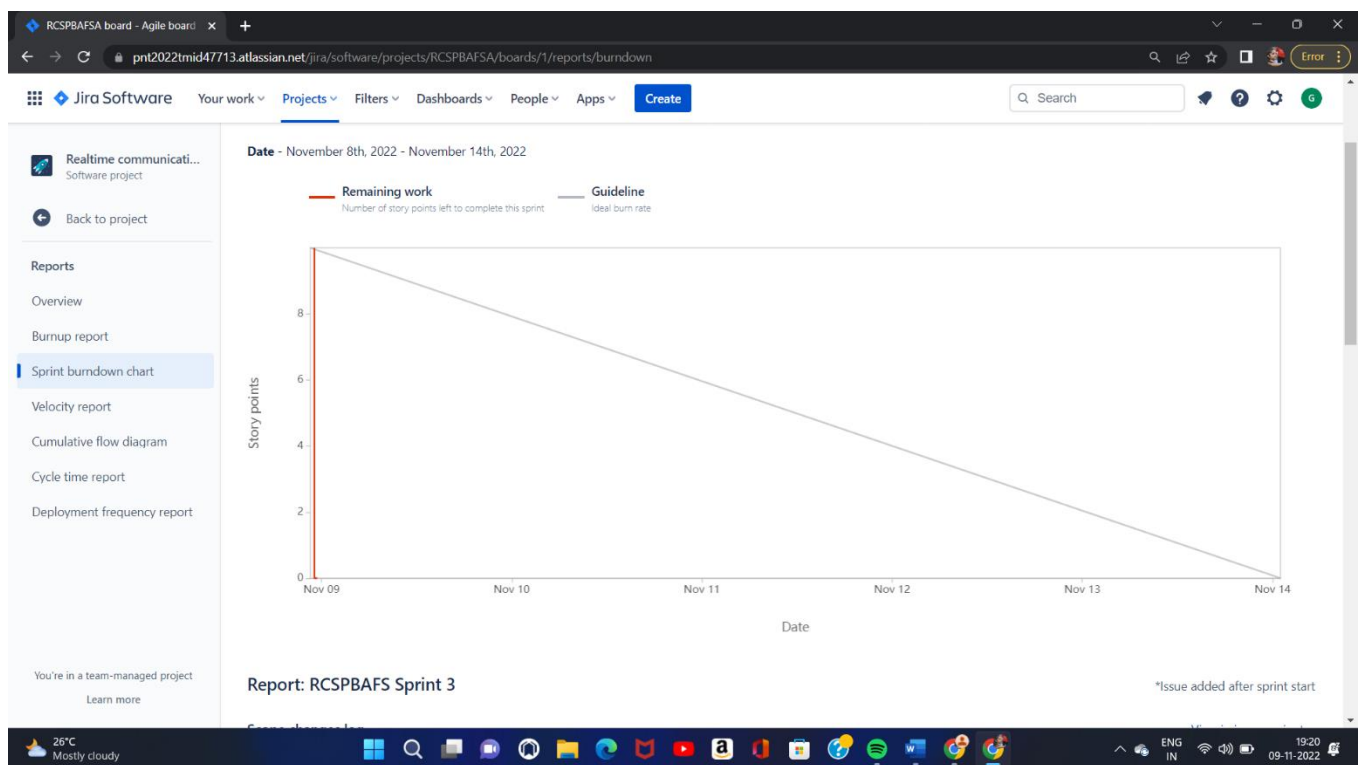 RCSPBAFSA board - Agile board
pnt2022tmid47713.atlassian.net/jira/software/projects/RCSPBAFSA/boards/1/reports/burndown
Error
Jira Software Your work Projects Filters Dashboards People Apps Create Search G
Realtime communicati...
Software project
Back to project
Reports
Overview
Burnup report
Sprint burndown chart
Velocity report
Cumulative flow diagram
Cycle time report
Deployment frequency report
You're in a team-managed project
Learn more
Date - November 8th, 2022 - November 14th, 2022
Remaining work
Number of story points left to complete this sprint
Guideline
Ideal burn rate
Story points
8
6
4
2
0
Nov 09 Nov 10 Nov 11 Nov 12 Nov 13 Nov 14
Date
Report: RCSPBAFS Sprint 3
*Issue added after sprint start
26°C
Mostly cloudy
ENG
IN
19:20
09-11-2022